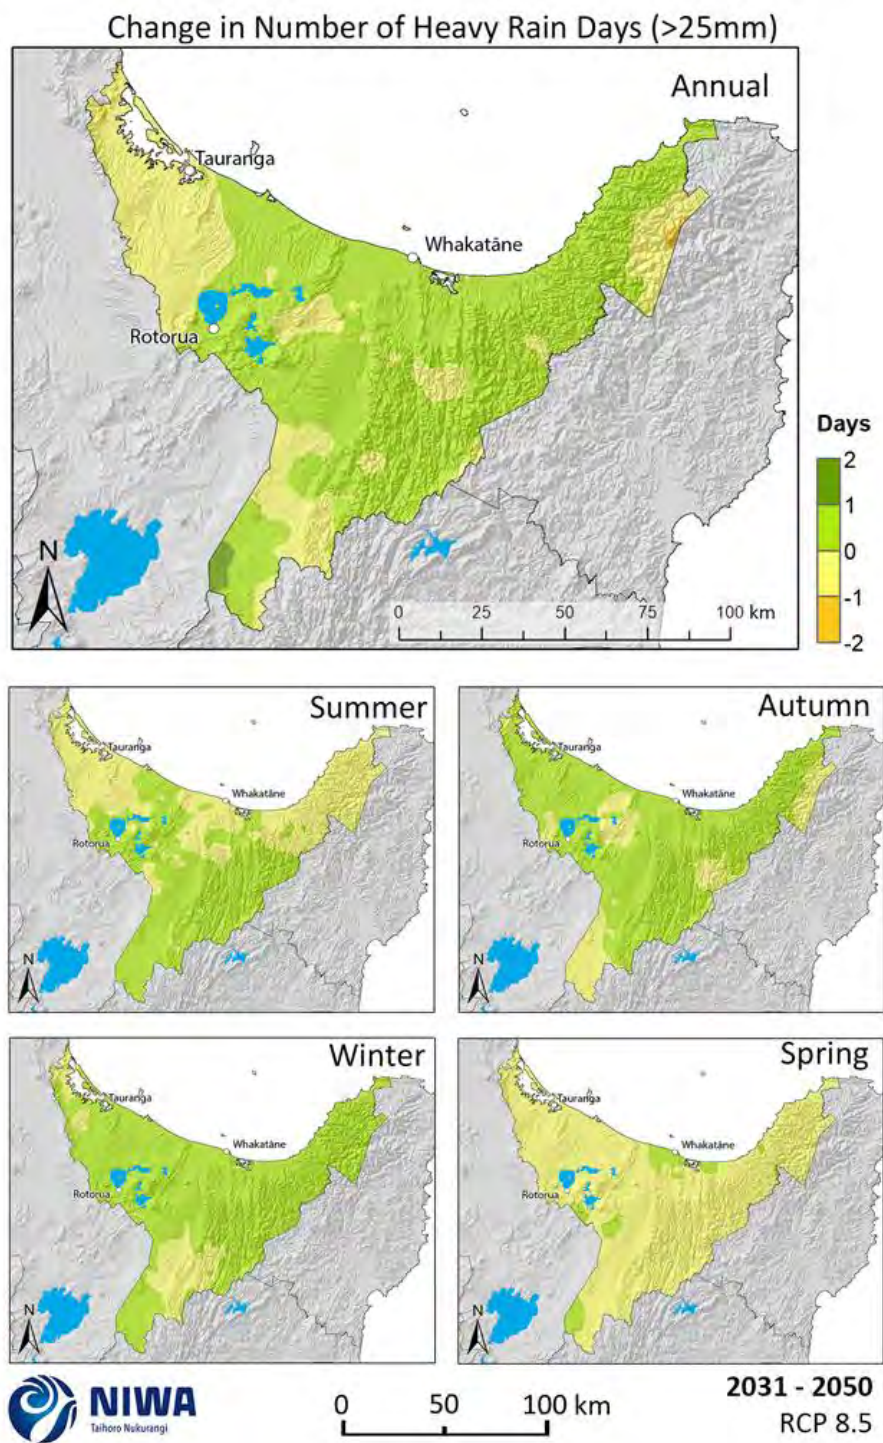 Change in Number of Heavy Rain Days (>25mm)
Annual
Tauranga
Whakatāne
Rotorua
Days
2
1
0
-1
-2
N
0 25 50 75 100 km
Summer
Tauranga
Whakatāne
Rotorua
N
Autumn
Tauranga
Whakatāne
Rotorua
N
Winter
Tauranga
Whakatāne
Rotorua
N
Spring
Tauranga
Whakatāne
Rotorua
N
NIWA
Taihoro Nukurangi
0 50 100 km
2031 - 2050
RCP 8.5